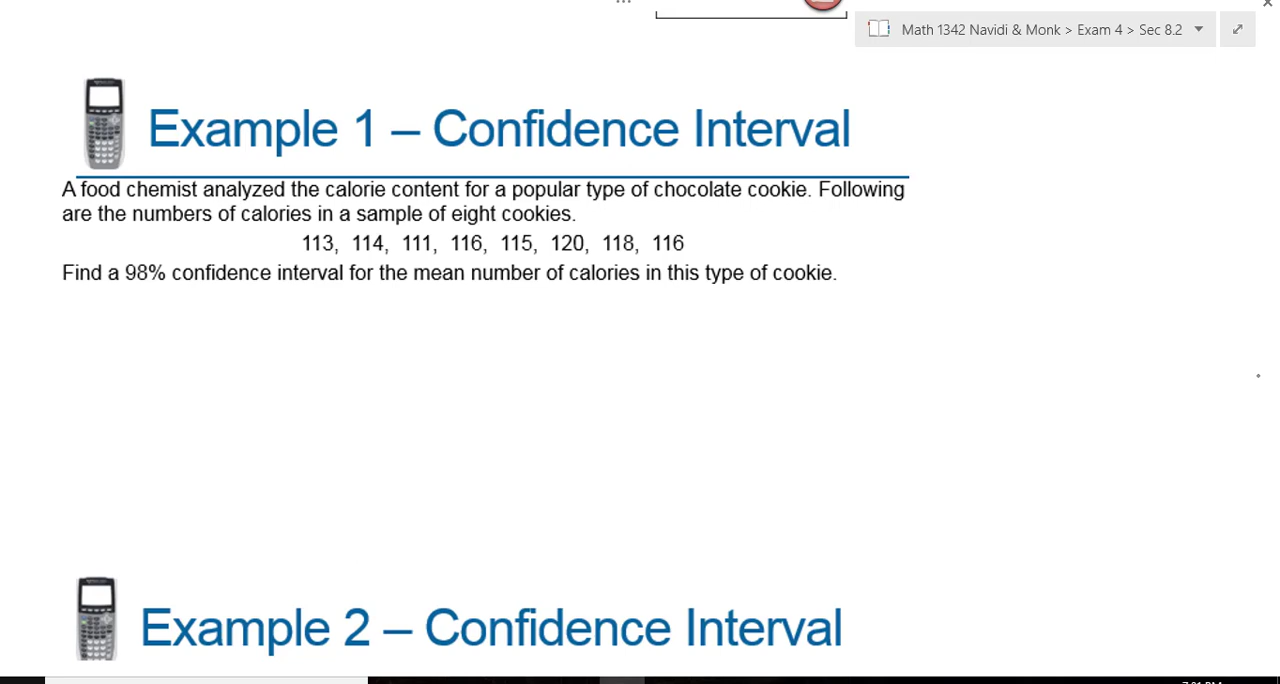 Math 1342 Navidi & Monk > Exam 4 > Sec 8.2
Example 1 – Confidence Interval
A food chemist analyzed the calorie content for a popular type of chocolate cookie. Following
are the numbers of calories in a sample of eight cookies.
113, 114, 111, 116, 115, 120, 118, 116
Find a 98% confidence interval for the mean number of calories in this type of cookie.
Example 2 – Confidence Interval